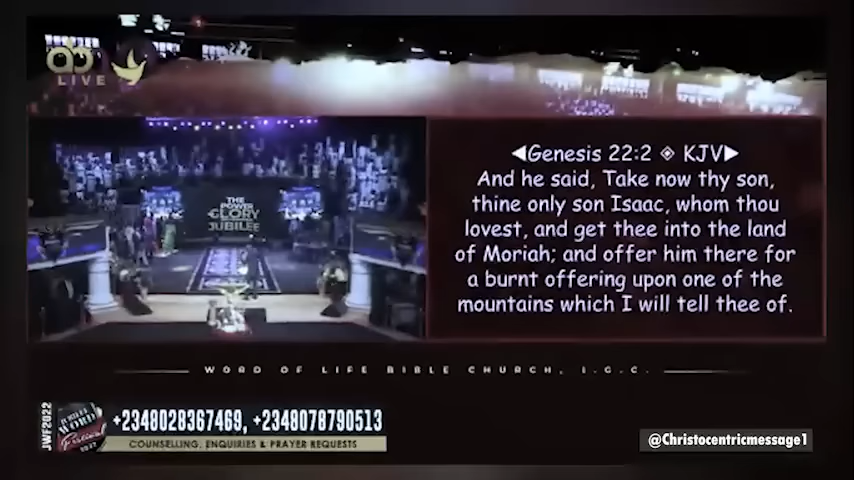 LIVE
THE
POWER
GLORY
JUBILEE
◀Genesis 22:2 ◈ KJV▶
And he said, Take now thy son,
thine only son Isaac, whom thou
lovest, and get thee into the land
of Moriah; and offer him there for
a burnt offering upon one of the
mountains which I will tell thee of.
WORD OF LIFE BIBLE CHURCH, I.G.C.
JWF2022
WORD
Festival
+2348028367469, +2348078790513
COUNSELLING, ENQUIRIES & PRAYER REQUESTS
@Christocentricmessage1